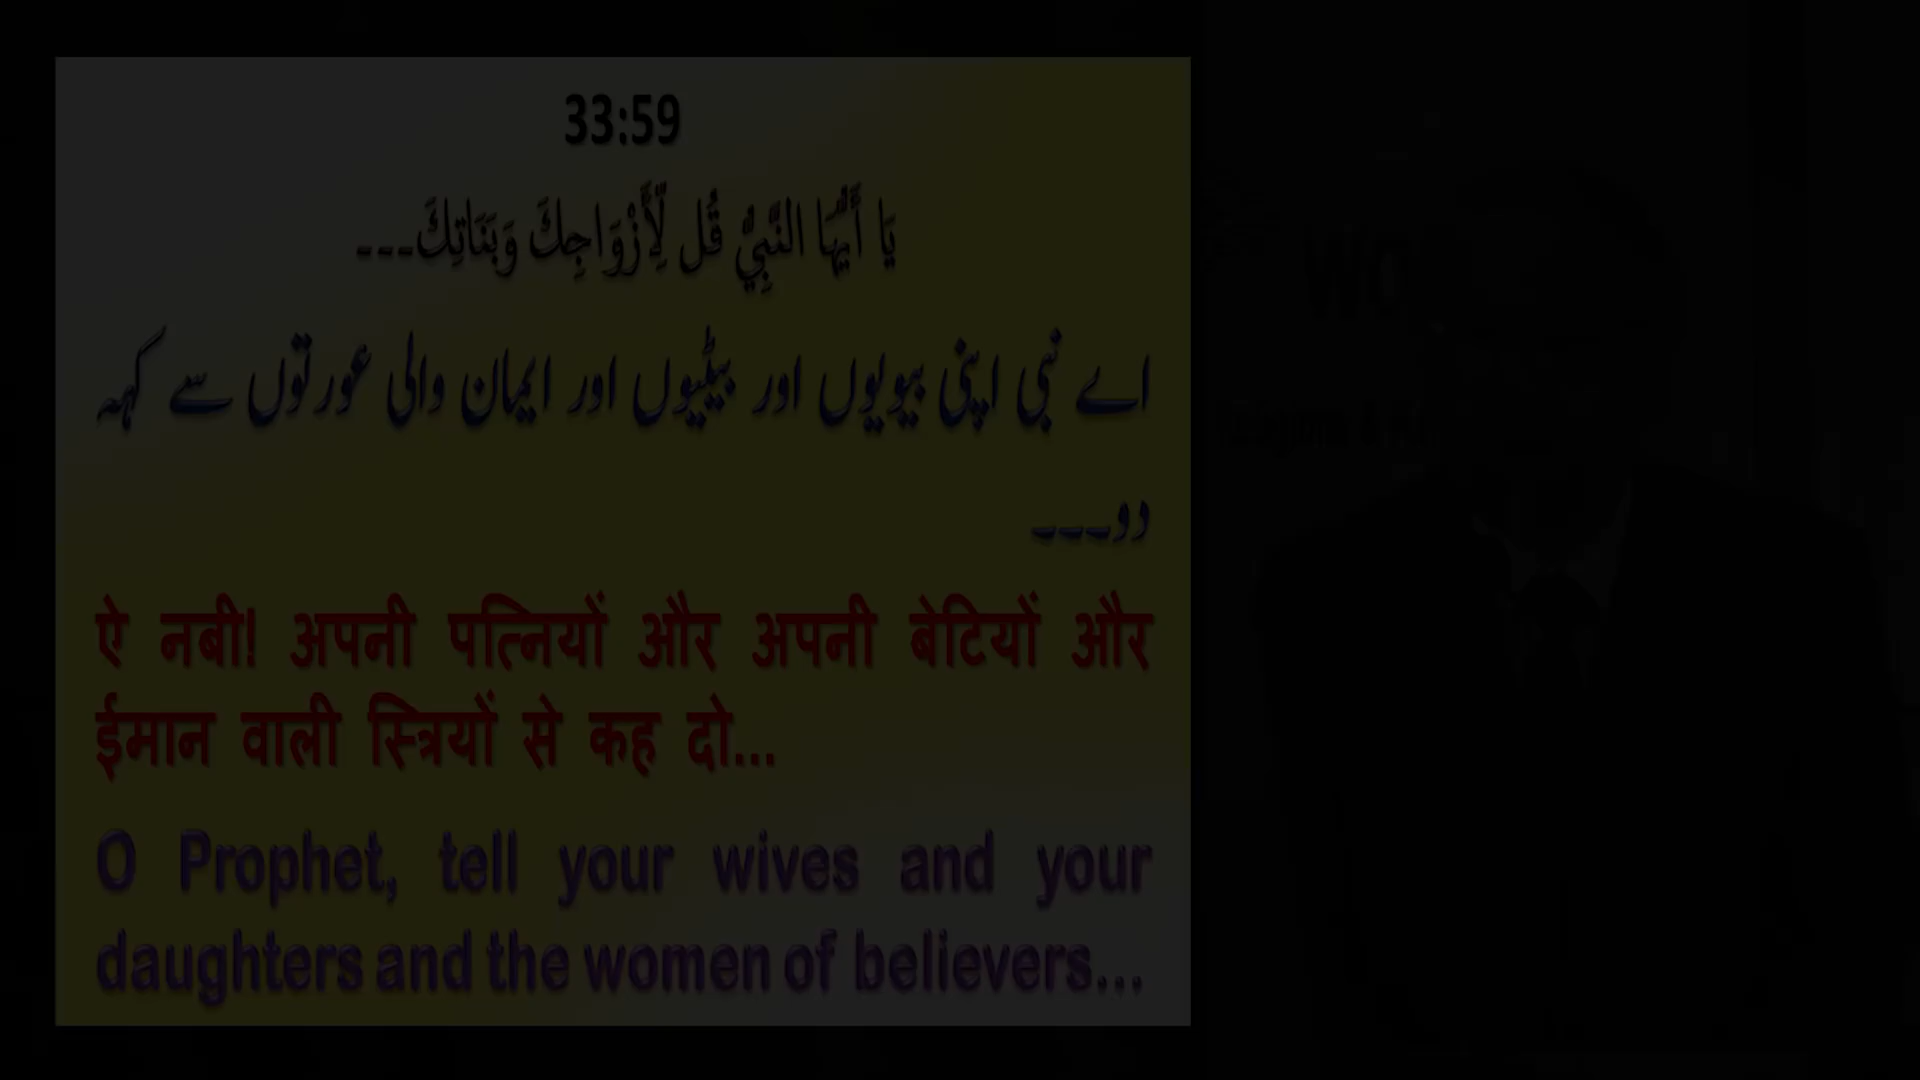 33:59
يَا أَيُّهَا النَّبِيُّ قُل لِّأَزْوَاجِكَ وَبَنَاتِكَ۔۔۔
اے نبی اپنی بیویوں اور بیٹیوں اور ایمان والی عورتوں سے کہہ
دو۔۔۔
ऐ नबी! अपनी पत्नियों और अपनी बेटियों और
ईमान वाली स्त्रियों से कह दो...
O Prophet, tell your wives and your
daughters and the women of believers...